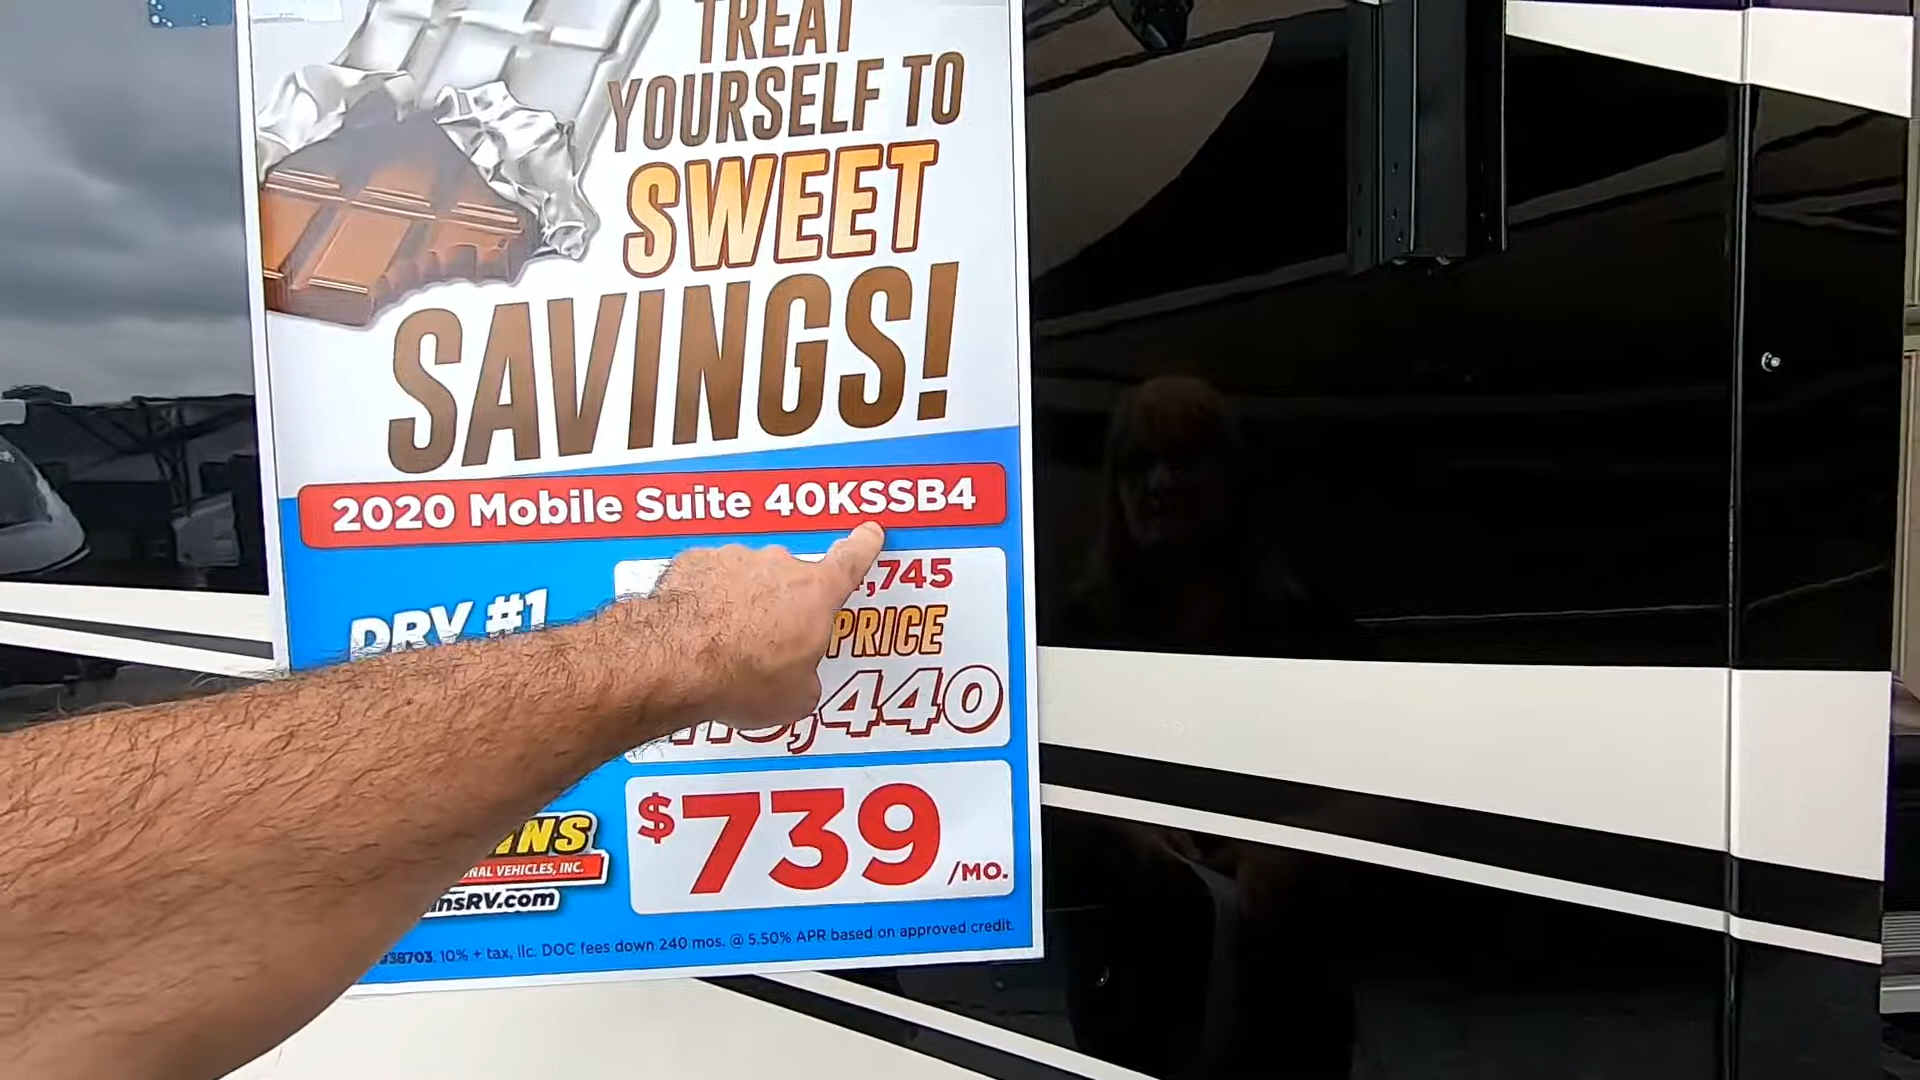 TREAT
YOURSELF TO
SWEET
SAVINGS!
2020 Mobile Suite 40KSSB4
DRV #1
,745
PRICE
,440
$739 /MO.
NAL VEHICLES, INC.
nsRV.com
38703. 10% + tax, llc. DOC fees down 240 mos. @ 5.50% APR based on approved credit.